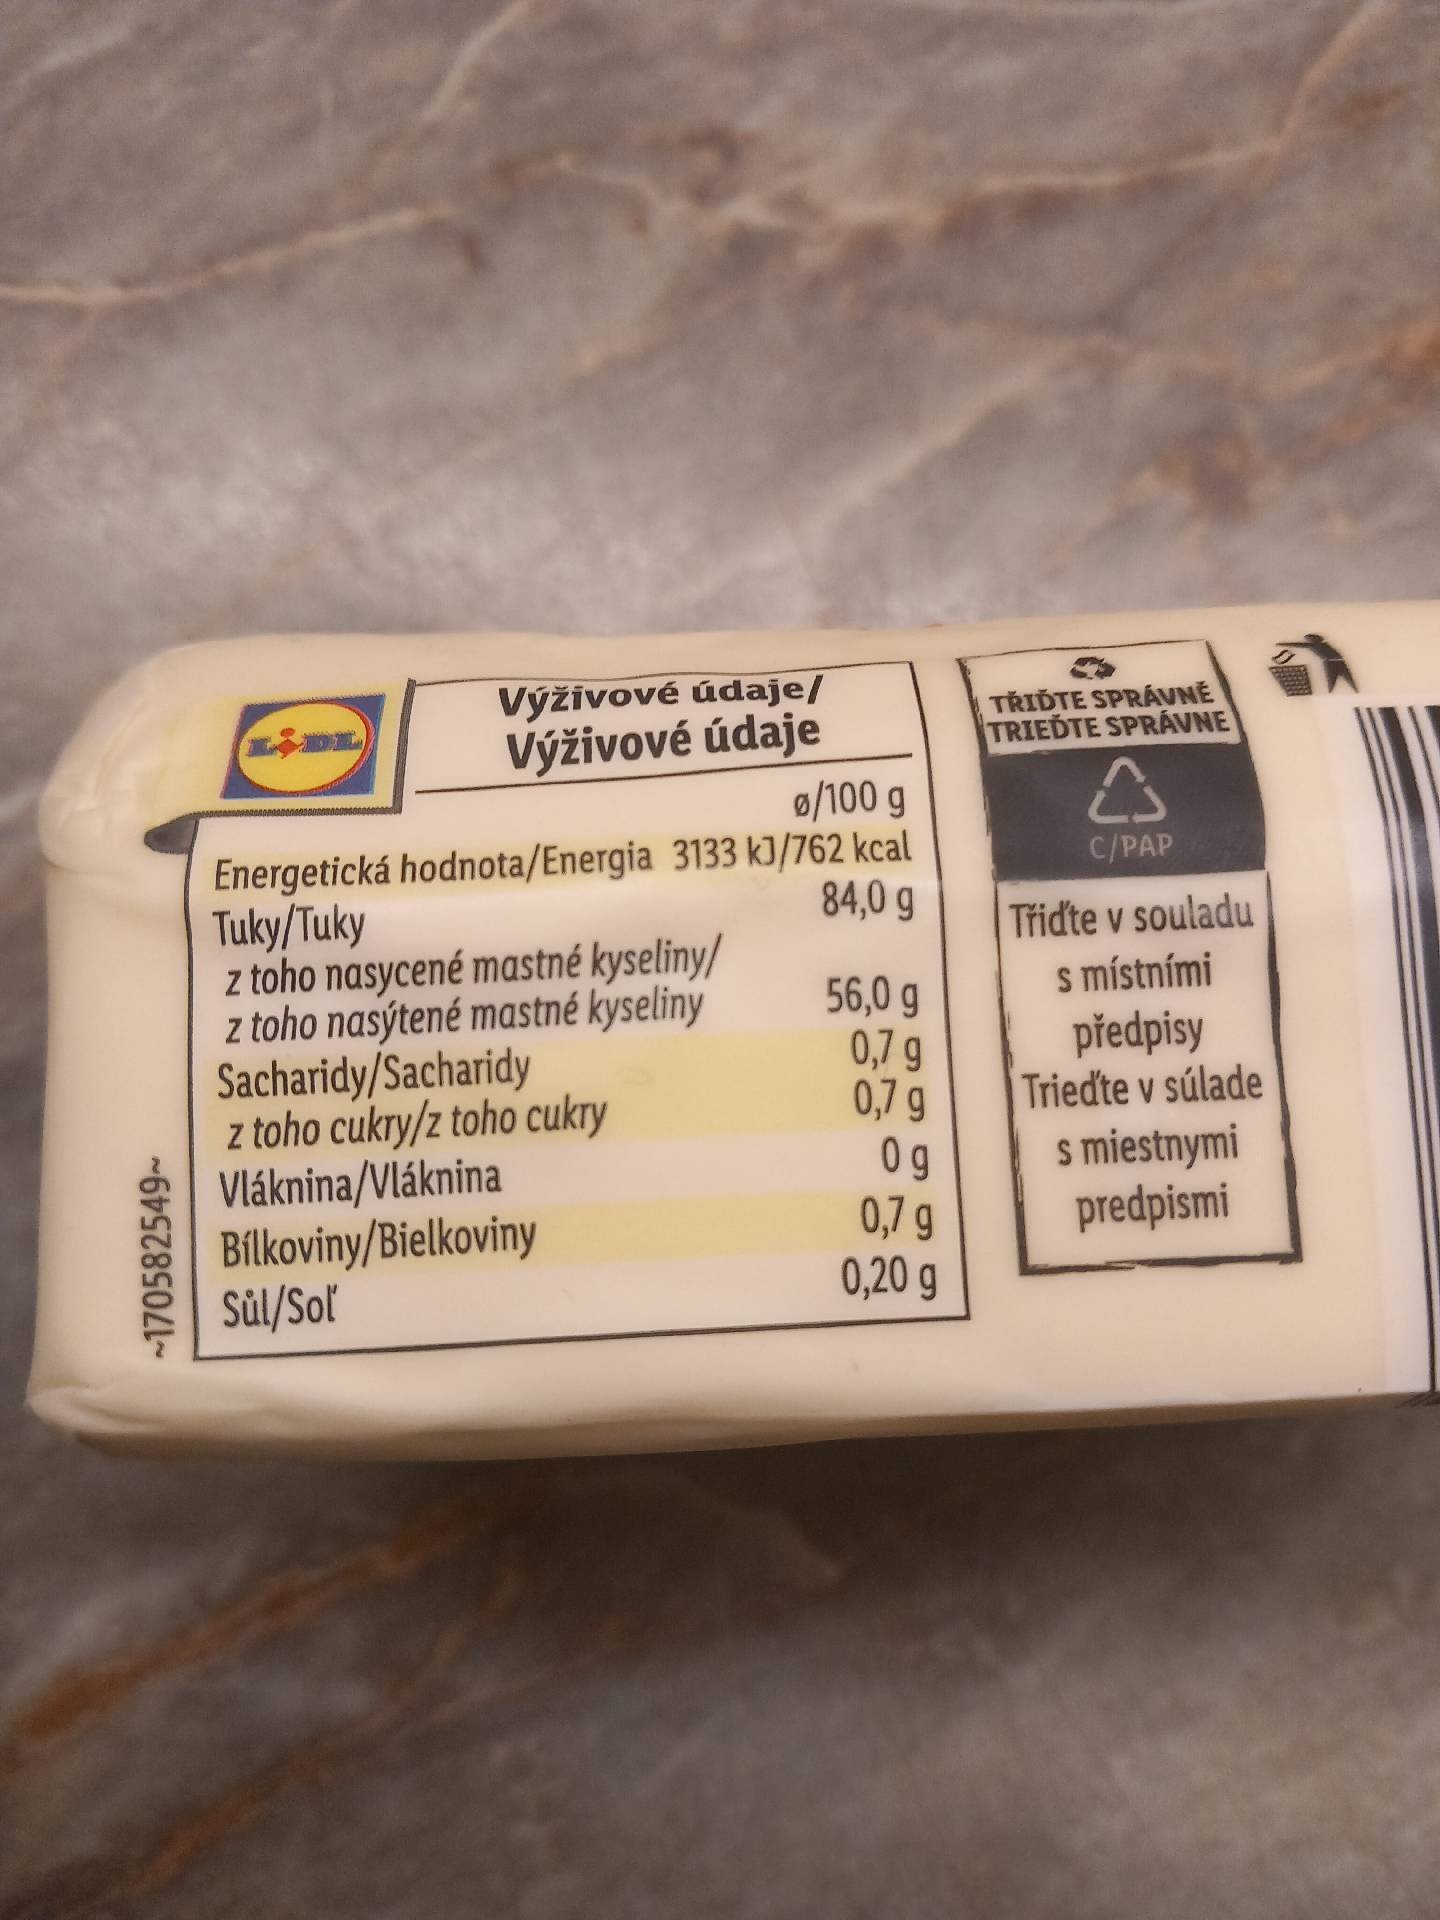 LIDL
Výživové údaje/
Výživové údaje
ø/100 g
Energetická hodnota/Energia 3133 kJ/762 kcal
Tuky/Tuky 84,0 g
z toho nasycené mastné kyseliny/
z toho nasýtené mastné kyseliny 56,0 g
Sacharidy/Sacharidy 0,7 g
z toho cukry/z toho cukry 0,7 g
Vláknina/Vláknina 0 g
Bílkoviny/Bielkoviny 0,7 g
Sůl/Soľ 0,20 g
~170582549~
TŘIĎTE SPRÁVNĚ
TRIEĎTE SPRÁVNE
C/PAP
Třiďte v souladu
s místními
předpisy
Trieďte v súlade
s miestnymi
predpismi